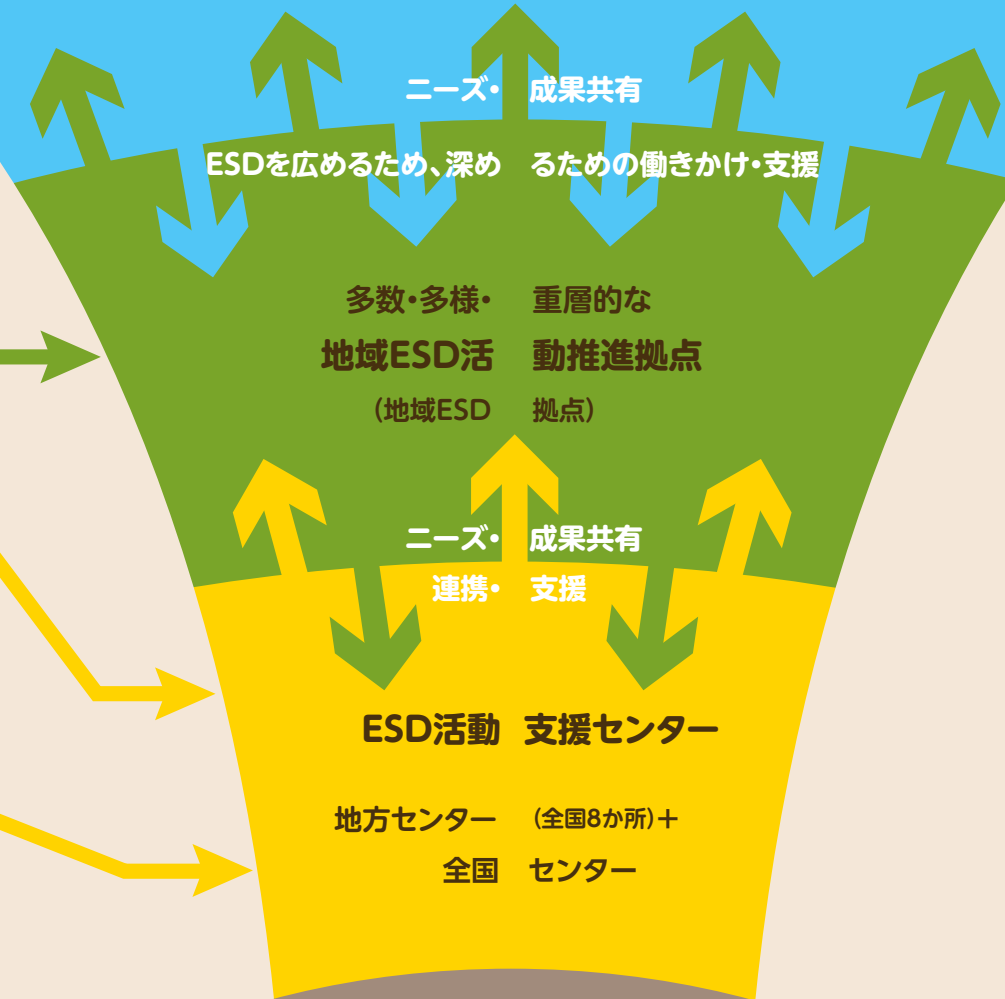 ニーズ・成果共有
ESDを広めるため、深めるための働きかけ・支援
多数・多様・重層的な
地域ESD活動推進拠点
(地域ESD拠点)
ニーズ・成果共有
連携・支援
ESD活動支援センター
地方センター(全国8か所)+
全国センター